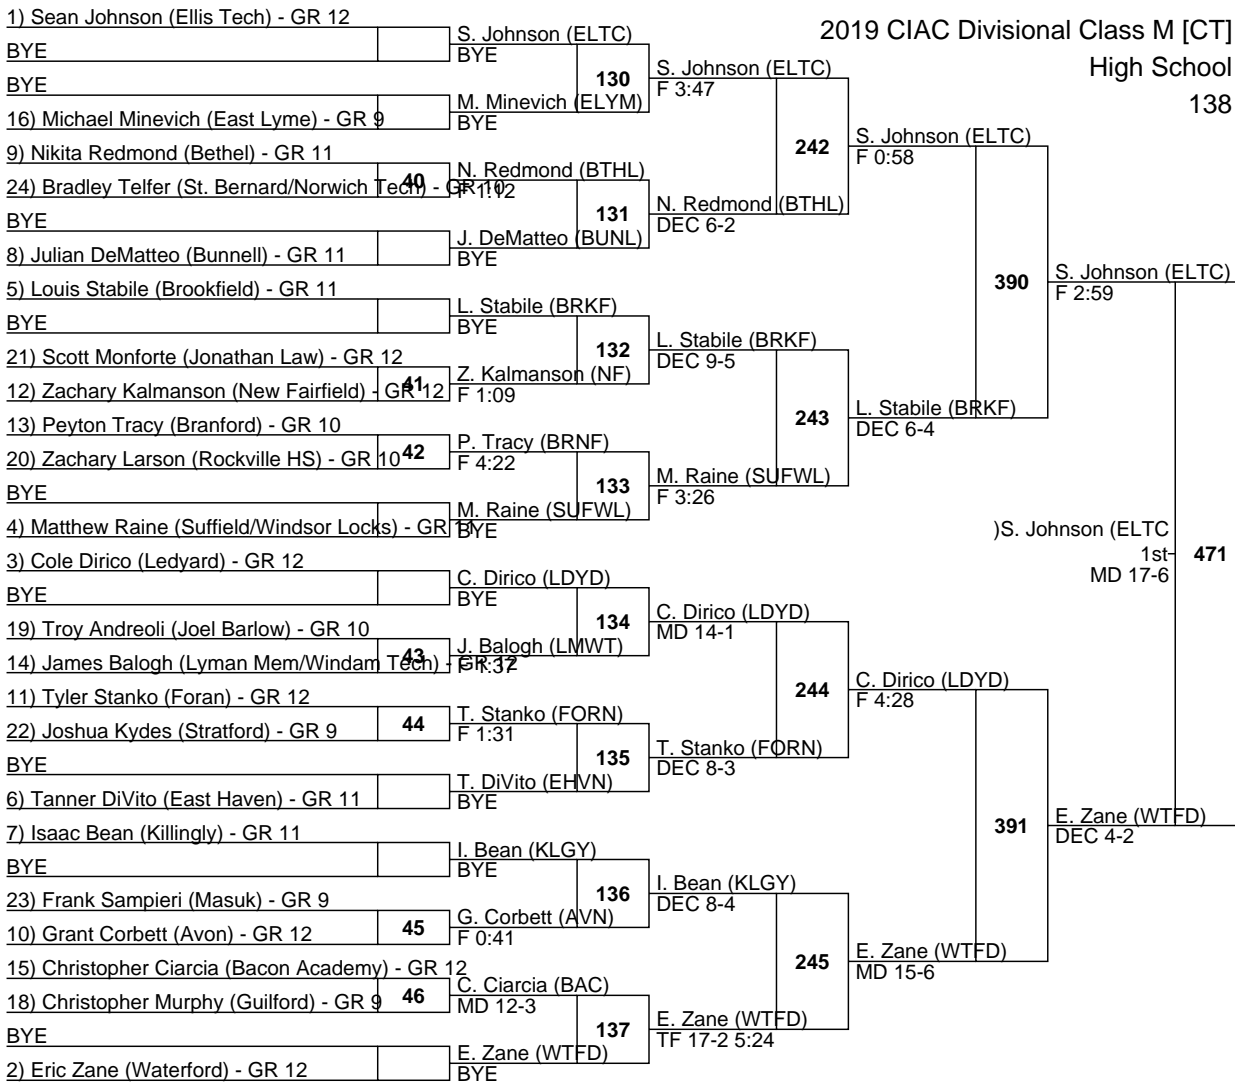 2019 CIAC Divisional Class M [CT]
High School
138
1) Sean Johnson (Ellis Tech) - GR 12
BYE
BYE
16) Michael Minevich (East Lyme) - GR 9
9) Nikita Redmond (Bethel) - GR 11
24) Bradley Telfer (St. Bernard/Norwich Tech) - GR 10
BYE
8) Julian DeMatteo (Bunnell) - GR 11
5) Louis Stabile (Brookfield) - GR 11
BYE
21) Scott Monforte (Jonathan Law) - GR 12
12) Zachary Kalmanson (New Fairfield) - GR 12
13) Peyton Tracy (Branford) - GR 10
20) Zachary Larson (Rockville HS) - GR 10
BYE
4) Matthew Raine (Suffield/Windsor Locks) - GR 11
3) Cole Dirico (Ledyard) - GR 12
BYE
19) Troy Andreoli (Joel Barlow) - GR 10
14) James Balogh (Lyman Mem/Windam Tech) - GR 12
11) Tyler Stanko (Foran) - GR 12
22) Joshua Kydes (Stratford) - GR 9
BYE
6) Tanner DiVito (East Haven) - GR 11
7) Isaac Bean (Killingly) - GR 11
BYE
23) Frank Sampieri (Masuk) - GR 9
10) Grant Corbett (Avon) - GR 12
15) Christopher Ciarcia (Bacon Academy) - GR 12
18) Christopher Murphy (Guilford) - GR 9
BYE
2) Eric Zane (Waterford) - GR 12
40
41
42
43
44
45
46
S. Johnson (ELTC)
BYE
M. Minevich (ELYM)
BYE
N. Redmond (BTHL)
F 1:12
J. DeMatteo (BUNL)
BYE
L. Stabile (BRKF)
BYE
Z. Kalmanson (NF)
F 1:09
P. Tracy (BRNF)
F 4:22
M. Raine (SUFWL)
BYE
C. Dirico (LDYD)
BYE
J. Balogh (LMWT)
F 1:37
T. Stanko (FORN)
F 1:31
T. DiVito (EHVN)
BYE
I. Bean (KLGY)
BYE
G. Corbett (AVN)
F 0:41
C. Ciarcia (BAC)
MD 12-3
E. Zane (WTFD)
BYE
130
131
132
133
134
135
136
137
S. Johnson (ELTC)
F 3:47
N. Redmond (BTHL)
DEC 6-2
L. Stabile (BRKF)
DEC 9-5
M. Raine (SUFWL)
F 3:26
C. Dirico (LDYD)
MD 14-1
T. Stanko (FORN)
DEC 8-3
I. Bean (KLGY)
DEC 8-4
E. Zane (WTFD)
TF 17-2 5:24
242
243
244
245
S. Johnson (ELTC)
F 0:58
L. Stabile (BRKF)
DEC 6-4
C. Dirico (LDYD)
F 4:28
E. Zane (WTFD)
MD 15-6
390
391
S. Johnson (ELTC)
F 2:59
E. Zane (WTFD)
DEC 4-2
)S. Johnson (ELTC
1st
MD 17-6
471